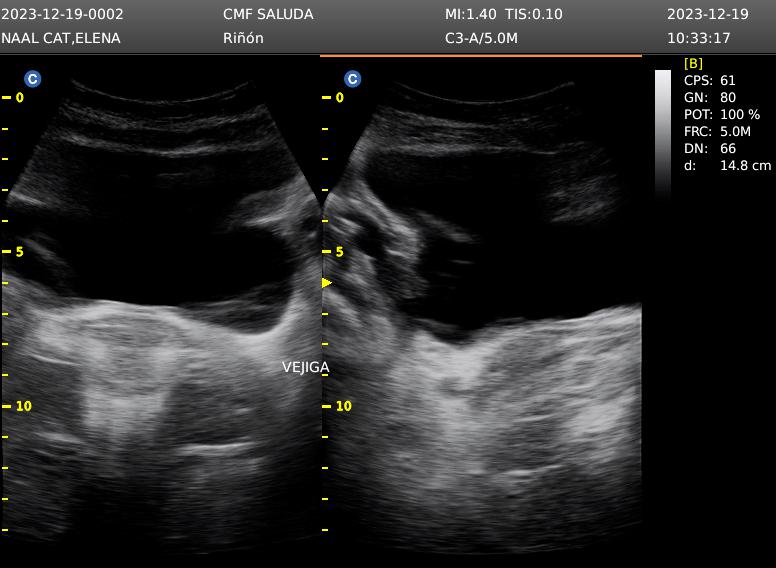 2023-12-19-0002 CMF SALUDA MI:1.40 TIS:0.10 2023-12-19
NAAL CAT,ELENA Riñón C3-A/5.0M 10:33:17
[B]
CPS: 61
GN: 80
POT: 100 %
FRC: 5.0M
DN: 66
d: 14.8 cm
C C
0 0
5 5
VEJIGA
10 10